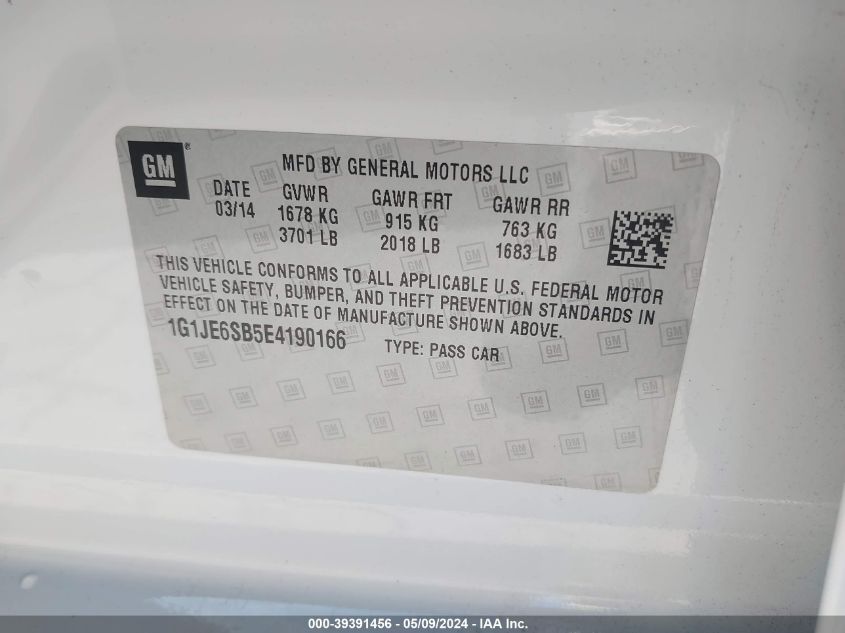 GM ®
MFD BY GENERAL MOTORS LLC
DATE GVWR GAWR FRT GAWR RR
03/14 1678 KG 915 KG 763 KG
3701 LB 2018 LB 1683 LB
THIS VEHICLE CONFORMS TO ALL APPLICABLE U.S. FEDERAL MOTOR
VEHICLE SAFETY, BUMPER, AND THEFT PREVENTION STANDARDS IN
EFFECT ON THE DATE OF MANUFACTURE SHOWN ABOVE.
1G1JE6SB5E4190166 TYPE: PASS CAR
000-39391456 - 05/09/2024 - IAA Inc.